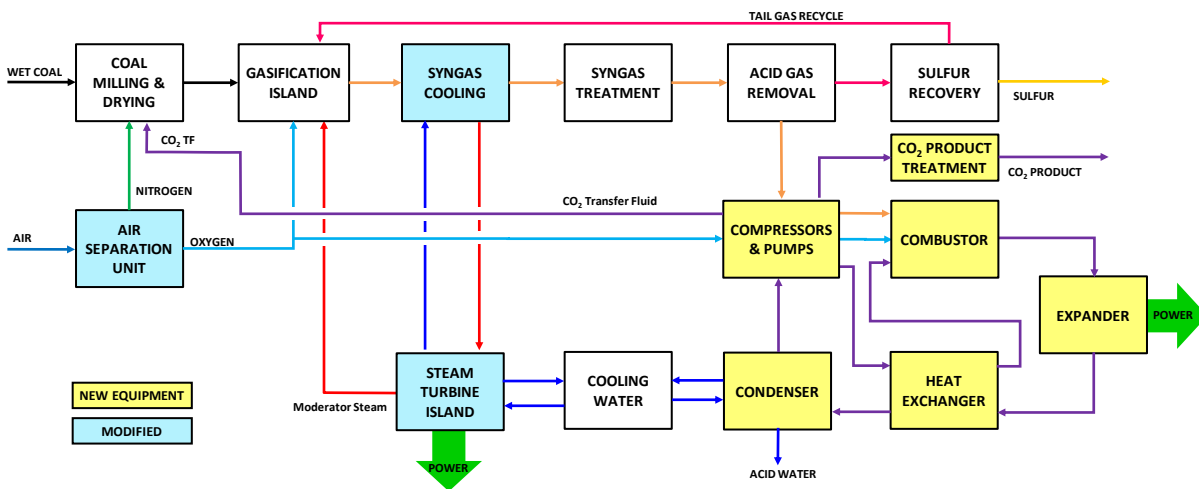 TAIL GAS RECYCLE
WET COAL
COAL
MILLING &
DRYING
GASIFICATION
ISLAND
SYNGAS
COOLING
SYNGAS
TREATMENT
ACID GAS
REMOVAL
SULFUR
RECOVERY
SULFUR
CO₂ TF
CO₂ PRODUCT
TREATMENT
CO₂ PRODUCT
NITROGEN
CO₂ Transfer Fluid
AIR
AIR
SEPARATION
UNIT
OXYGEN
COMPRESSORS
& PUMPS
COMBUSTOR
EXPANDER
POWER
NEW EQUIPMENT
MODIFIED
Moderator Steam
STEAM
TURBINE
ISLAND
COOLING
WATER
CONDENSER
HEAT
EXCHANGER
POWER
ACID WATER